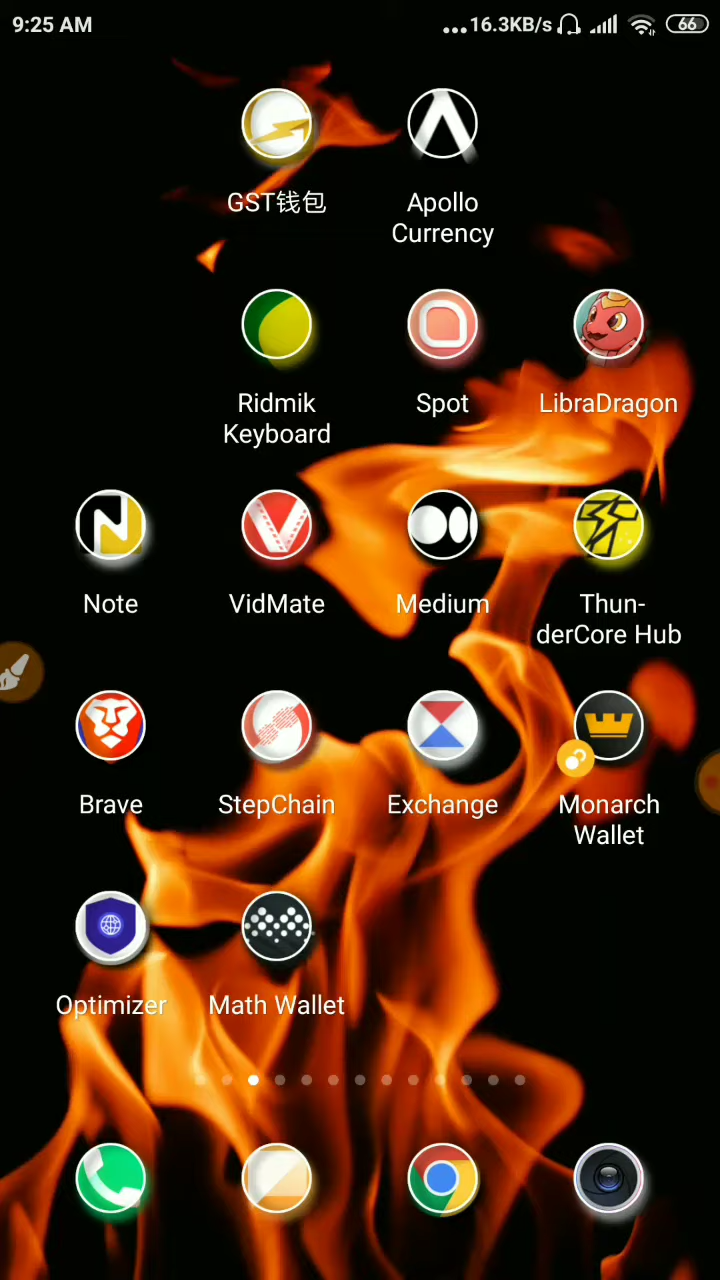 9:25 AM ...16.3KB/s 66
GST钱包 Apollo
Currency
Ridmik Spot LibraDragon
Keyboard
Note VidMate Medium Thun-
derCore Hub
Brave StepChain Exchange Monarch
Wallet
Optimizer Math Wallet